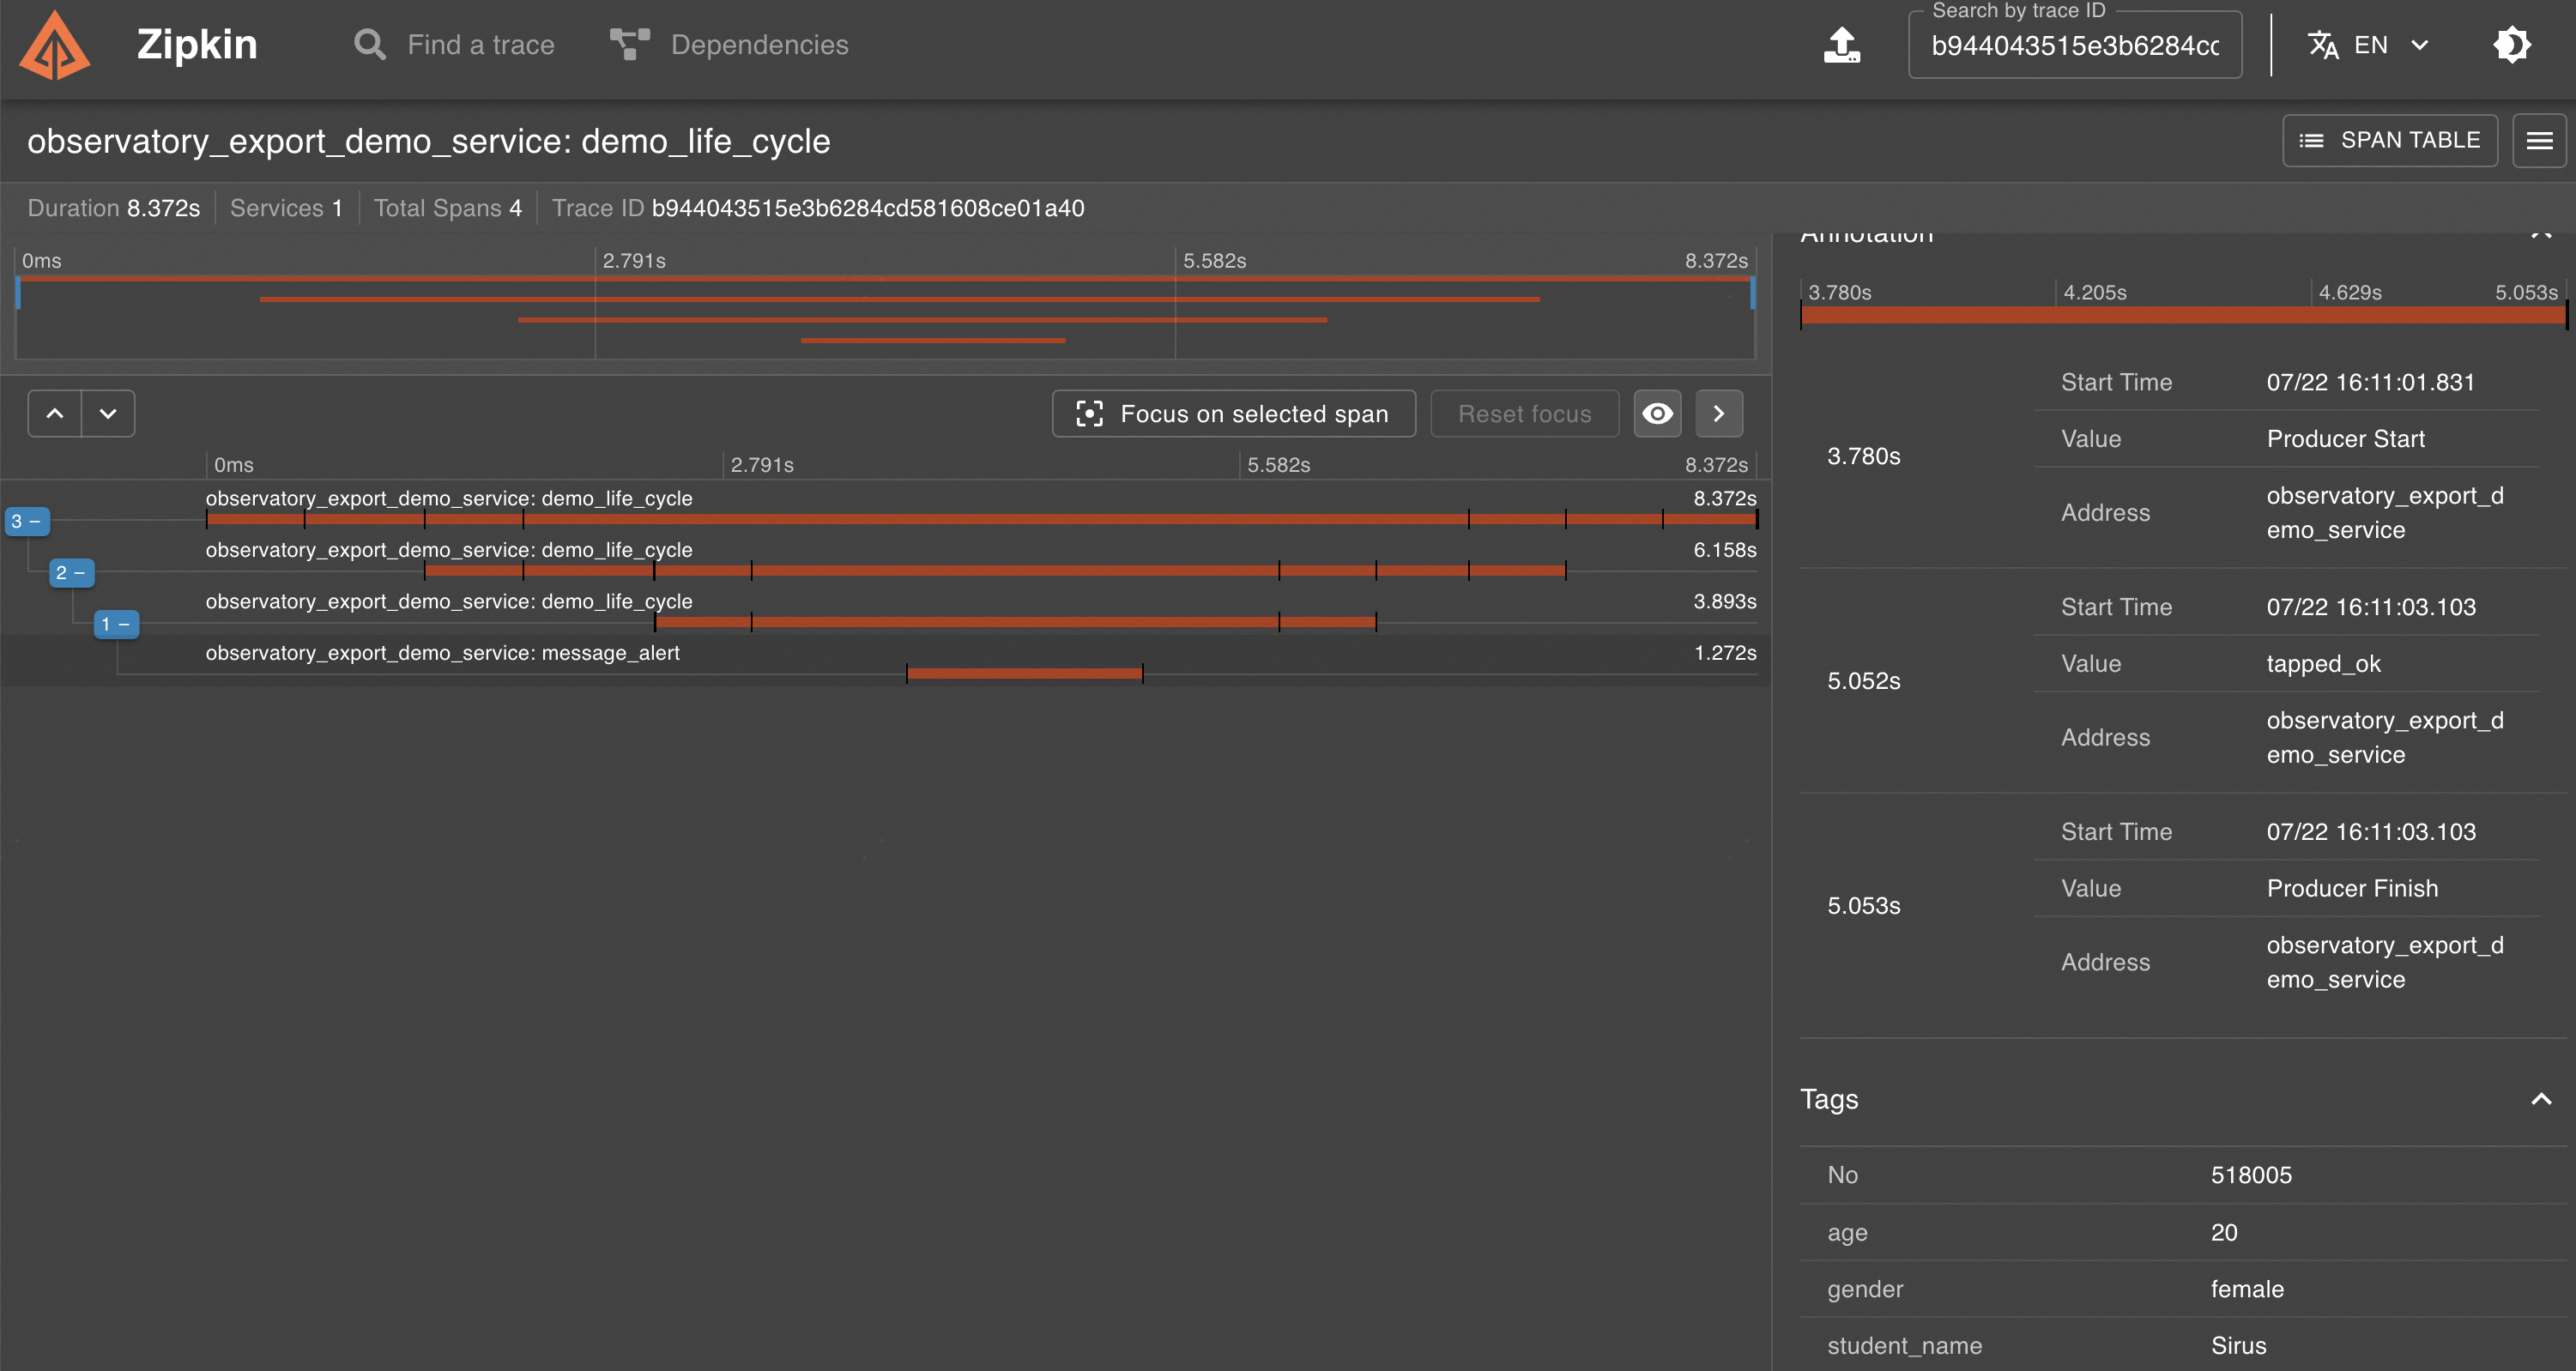 Zipkin
Find a trace
Dependencies
Search by trace ID
b944043515e3b6284cc
EN
observatory_export_demo_service: demo_life_cycle
SPAN TABLE
Duration 8.372s
Services 1
Total Spans 4
Trace ID b944043515e3b6284cd581608ce01a40
0ms 2.791s 5.582s 8.372s
Focus on selected span
Reset focus
0ms 2.791s 5.582s 8.372s
observatory_export_demo_service: demo_life_cycle 8.372s
3 −
observatory_export_demo_service: demo_life_cycle 6.158s
2 −
observatory_export_demo_service: demo_life_cycle 3.893s
1 −
observatory_export_demo_service: message_alert 1.272s
Annotation
3.780s 4.205s 4.629s 5.053s
3.780s
Start Time 07/22 16:11:01.831
Value Producer Start
Address observatory_export_d
emo_service
5.052s
Start Time 07/22 16:11:03.103
Value tapped_ok
Address observatory_export_d
emo_service
5.053s
Start Time 07/22 16:11:03.103
Value Producer Finish
Address observatory_export_d
emo_service
Tags
No 518005
age 20
gender female
student_name Sirus